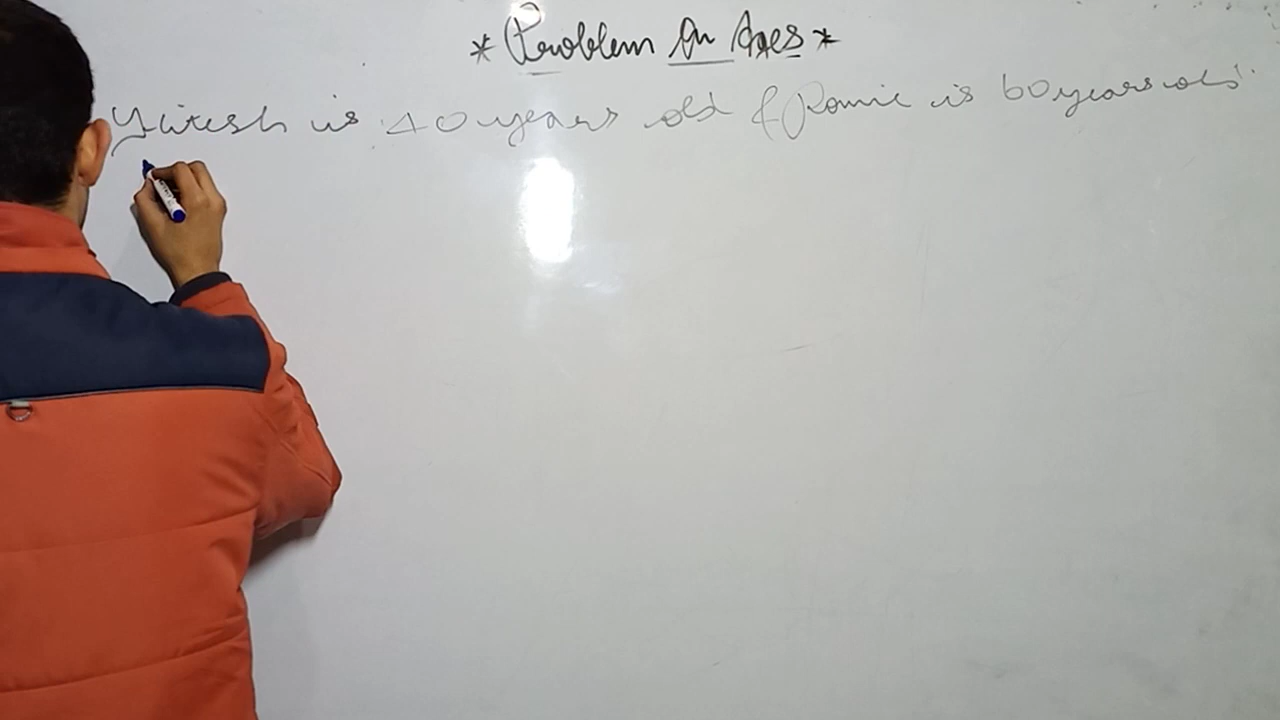 * Problem On Ages *
Yitesh is 40 years old & Romie is 60 years old.